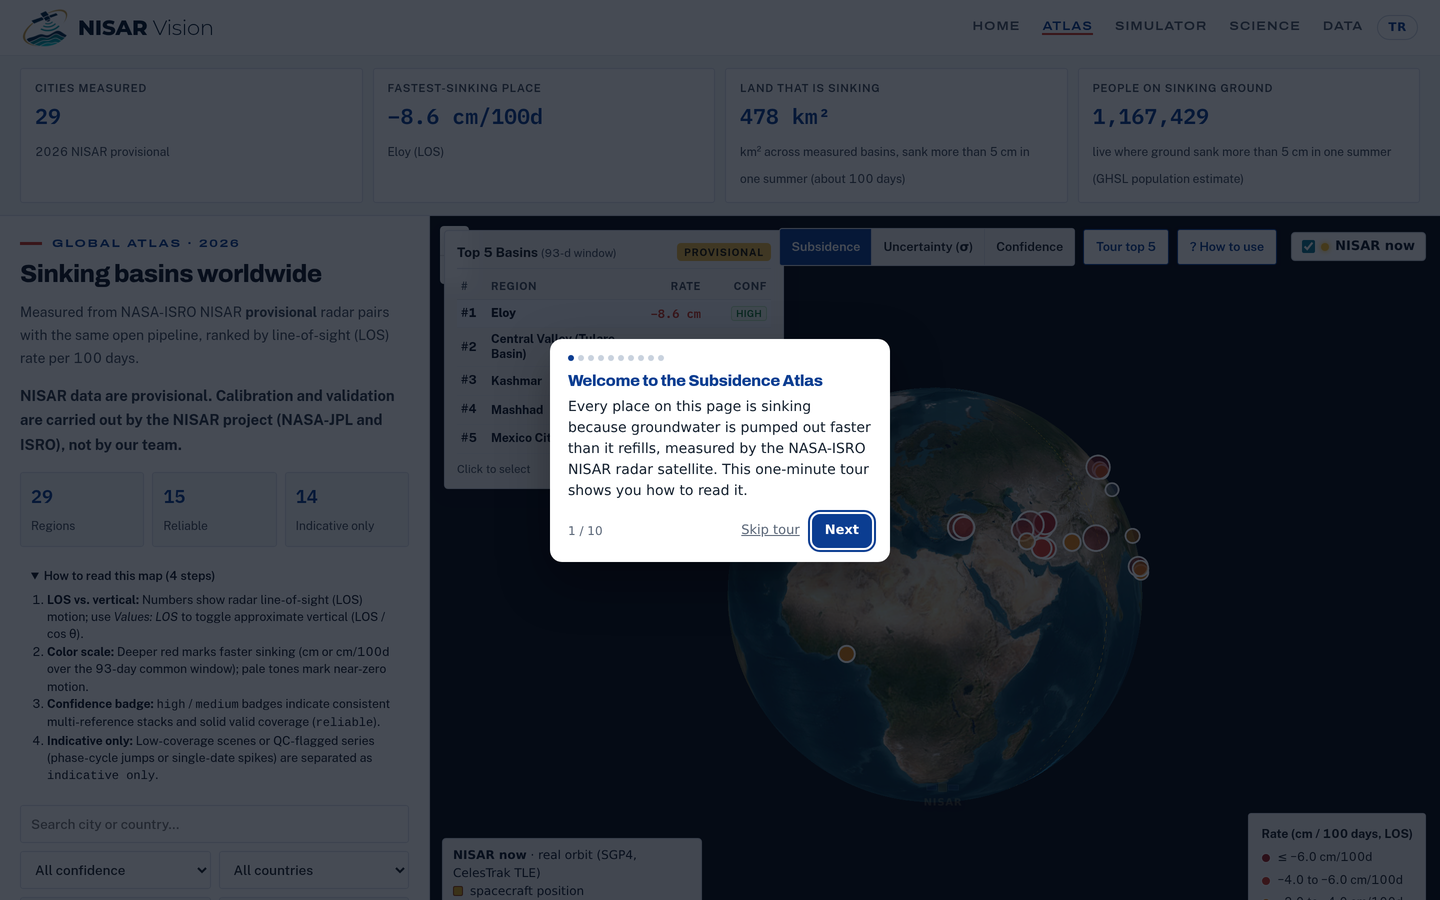 NISAR Vision
HOME ATLAS SIMULATOR SCIENCE DATA TR
CITIES MEASURED
29
2026 NISAR provisional
FASTEST-SINKING PLACE
−8.6 cm/100d
Eloy (LOS)
LAND THAT IS SINKING
478 km²
km² across measured basins, sank more than 5 cm in
one summer (about 100 days)
PEOPLE ON SINKING GROUND
1,167,429
live where ground sank more than 5 cm in one summer
(GHSL population estimate)
GLOBAL ATLAS · 2026
Sinking basins worldwide
Measured from NASA-ISRO NISAR provisional radar pairs
with the same open pipeline, ranked by line-of-sight (LOS)
rate per 100 days.
NISAR data are provisional. Calibration and validation
are carried out by the NISAR project (NASA-JPL and
ISRO), not by our team.
29
Regions
15
Reliable
14
Indicative only
▼ How to read this map (4 steps)
1. LOS vs. vertical: Numbers show radar line-of-sight (LOS)
motion; use Values: LOS to toggle approximate vertical (LOS /
cos θ).
2. Color scale: Deeper red marks faster sinking (cm or cm/100d
over the 93-day common window); pale tones mark near-zero
motion.
3. Confidence badge: high / medium badges indicate consistent
multi-reference stacks and solid valid coverage (reliable).
4. Indicative only: Low-coverage scenes or QC-flagged series
(phase-cycle jumps or single-date spikes) are separated as
indicative only.
Search city or country...
All confidence
All countries
Top 5 Basins (93-d window) PROVISIONAL
# REGION RATE CONF
#1 Eloy −8.6 cm HIGH
#2 Central Valley (Tulare
Basin)
#3 Kashmar
#4 Mashhad
#5 Mexico
Click to select
Subsidence Uncertainty (σ) Confidence
Tour top 5
? How to use
NISAR now
Welcome to the Subsidence Atlas
Every place on this page is sinking
because groundwater is pumped out faster
than it refills, measured by the NASA-ISRO
NISAR radar satellite. This one-minute tour
shows you how to read it.
1 / 10
Skip tour
Next
NISAR
NISAR now · real orbit (SGP4,
CelesTrak TLE)
spacecraft position
Rate (cm / 100 days, LOS)
≤ −6.0 cm/100d
−4.0 to −6.0 cm/100d